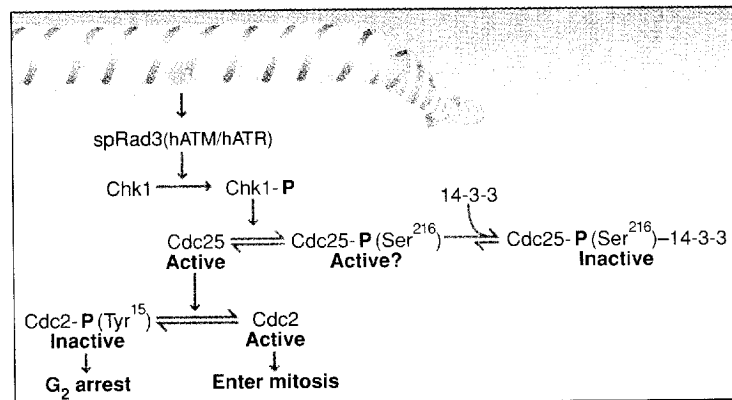 spRad3(hATM/hATR)
Chk1
Chk1-P
14-3-3
Cdc25
Active
Cdc25-P(Ser²¹⁶)
Active?
Cdc25-P(Ser²¹⁶)–14-3-3
Inactive
Cdc2-P(Tyr¹⁵)
Inactive
Cdc2
Active
G₂ arrest
Enter mitosis